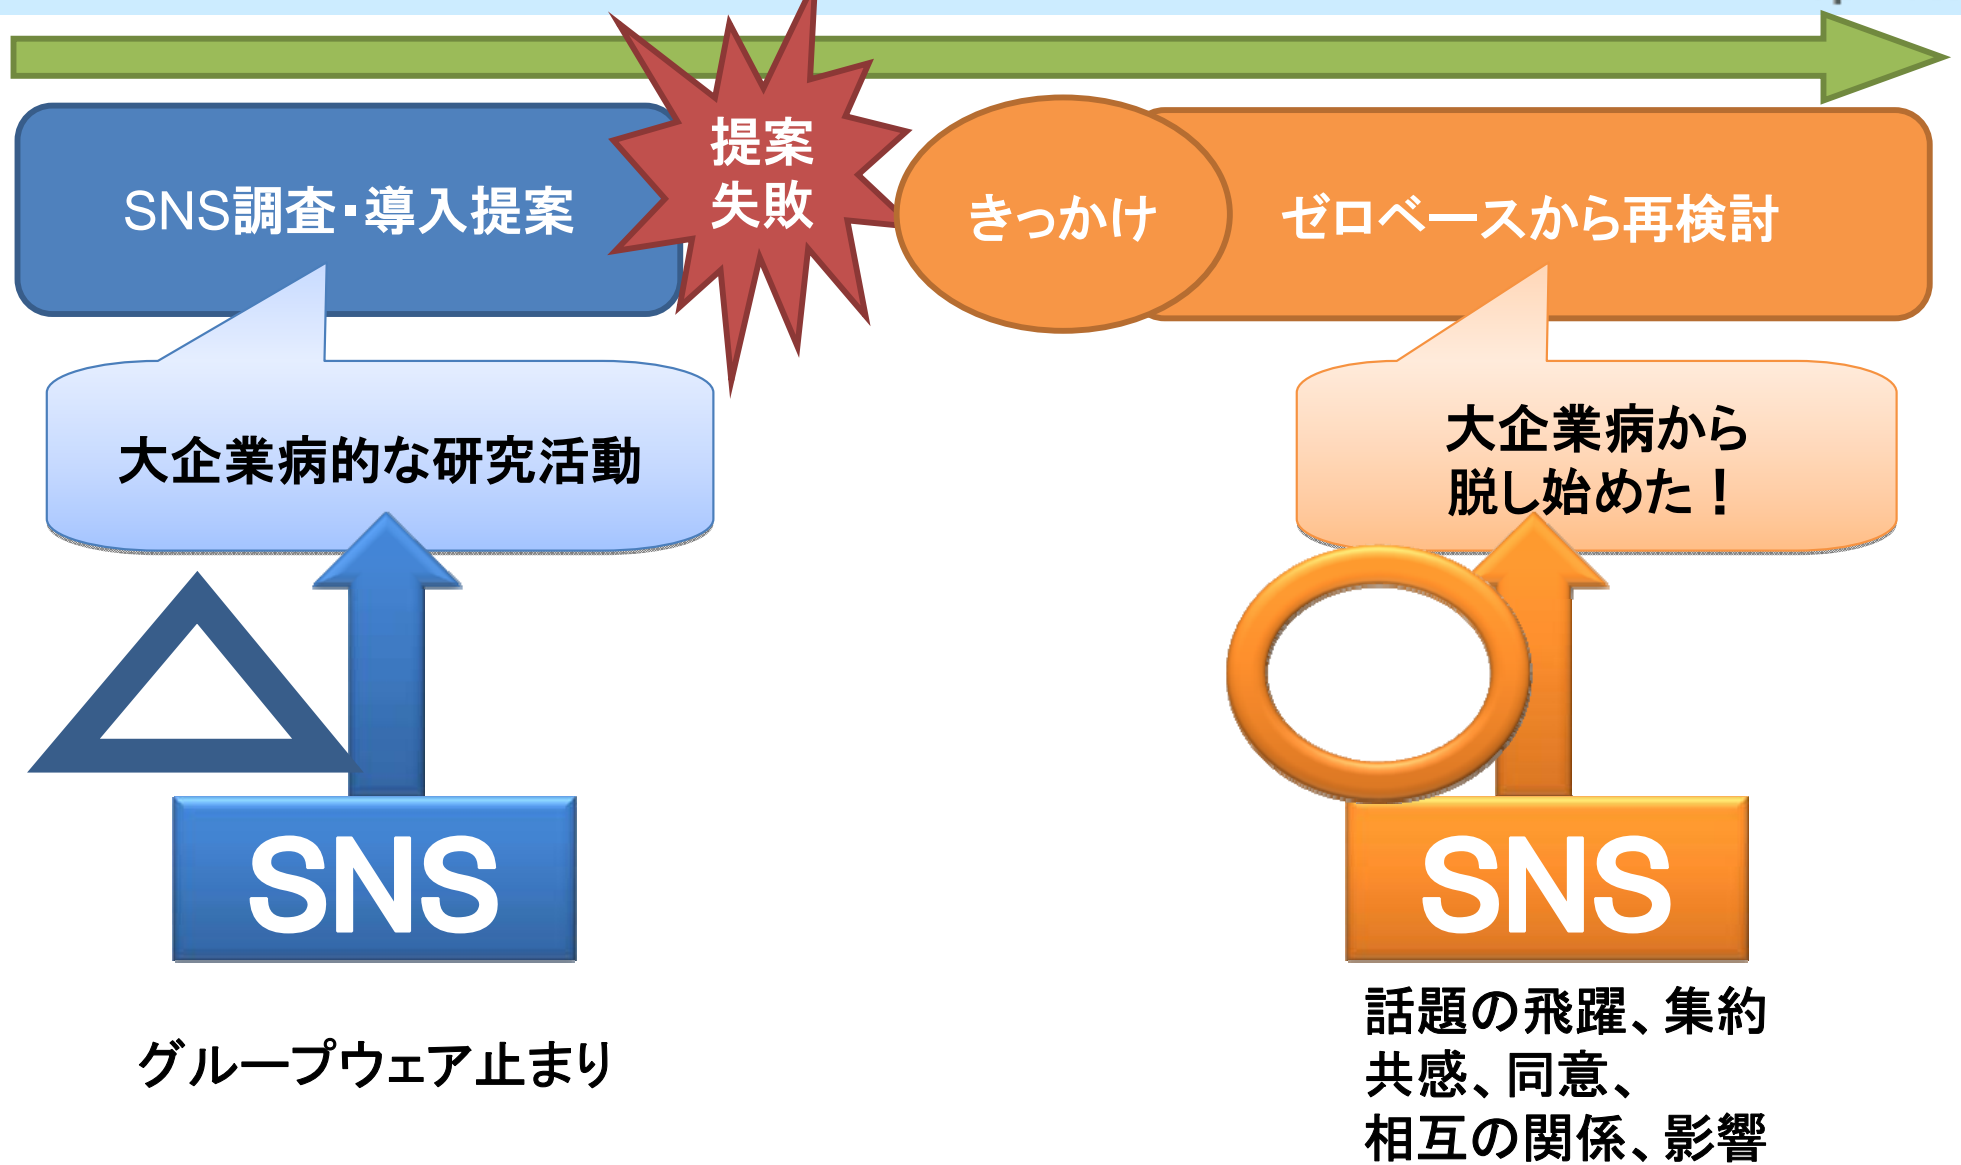 SNS調査・導入提案
提案
失敗
きっかけ
ゼロベースから再検討
大企業病的な研究活動
大企業病から
脱し始めた！
SNS
SNS
グループウェア止まり
話題の飛躍、集約
共感、同意、
相互の関係、影響